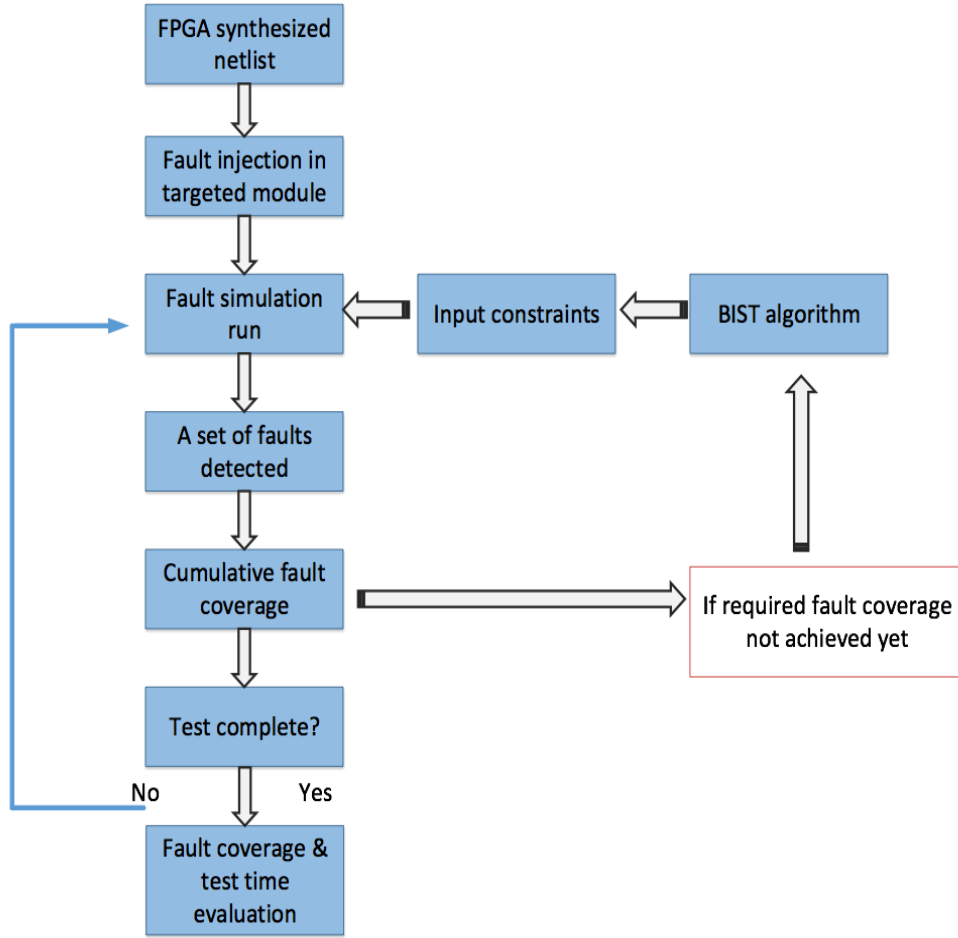 FPGA synthesized
netlist
Fault injection in
targeted module
Fault simulation
run
Input constraints
BIST algorithm
A set of faults
detected
Cumulative fault
coverage
If required fault coverage
not achieved yet
Test complete?
No
Yes
Fault coverage &
test time
evaluation